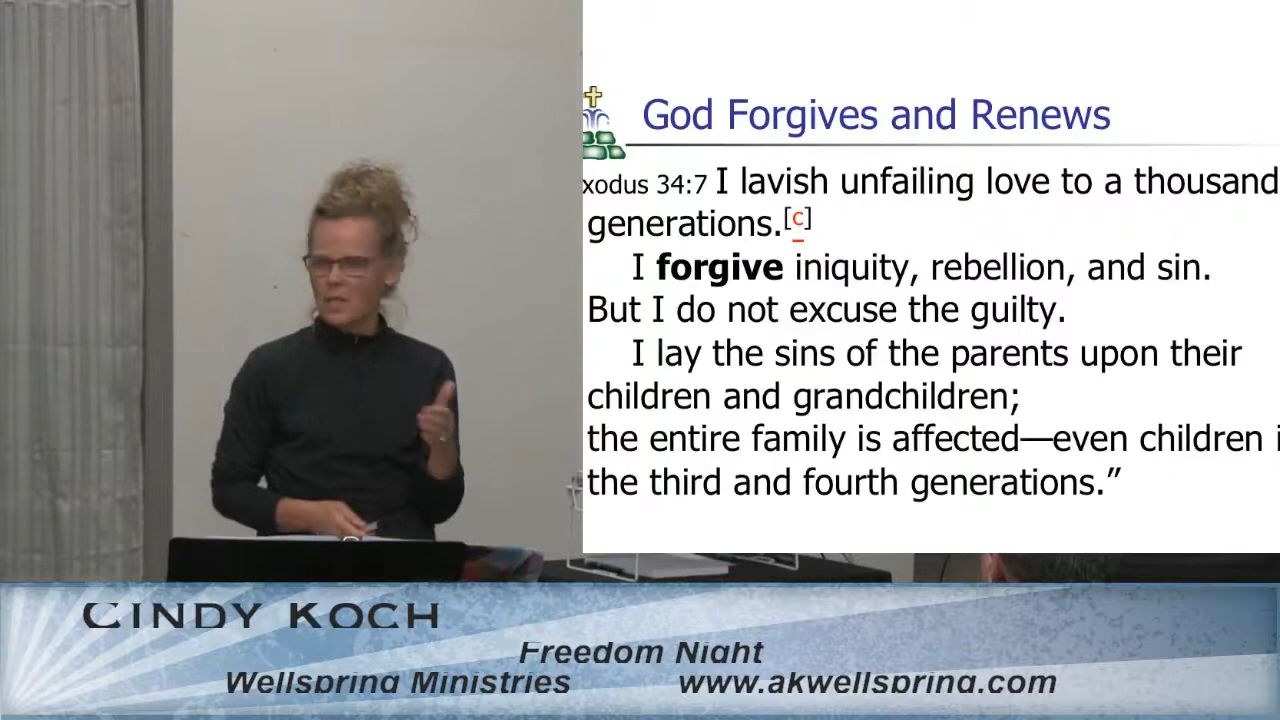 God Forgives and Renews
xodus 34:7 I lavish unfailing love to a thousand
generations.[c]
I forgive iniquity, rebellion, and sin.
But I do not excuse the guilty.
I lay the sins of the parents upon their
children and grandchildren;
the entire family is affected—even children i
the third and fourth generations.”
CINDY KOCH
Freedom Night
Wellspring Ministries www.akwellspring.com